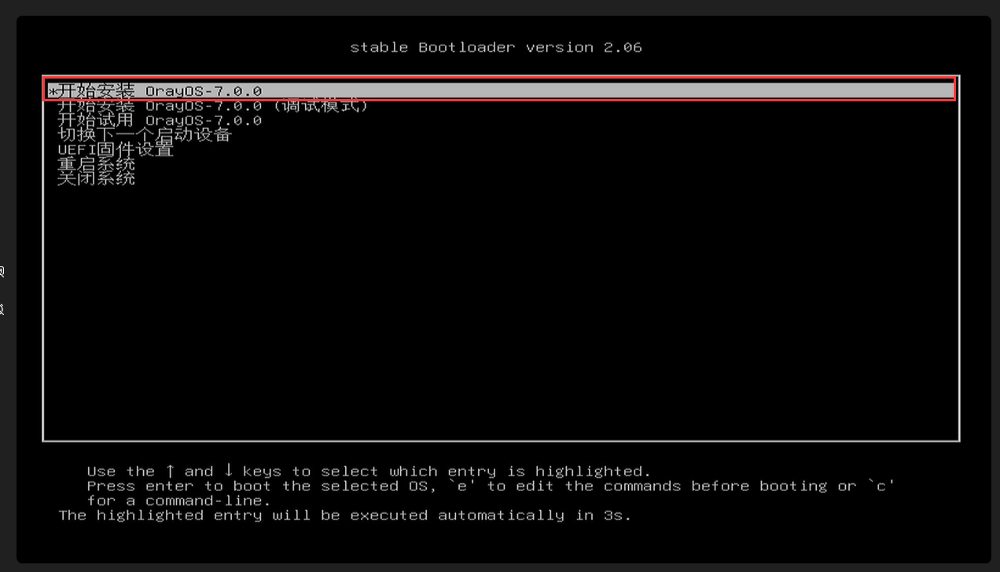 stable Bootloader version 2.06
*开始安装 OrayOS-7.0.0
开始安装 OrayOS-7.0.0 (调试模式)
开始试用 OrayOS-7.0.0
切换下一个启动设备
UEFI固件设置
重启系统
关闭系统
Use the ↑ and ↓ keys to select which entry is highlighted.
Press enter to boot the selected OS, `e' to edit the commands before booting or `c'
for a command-line.
The highlighted entry will be executed automatically in 3s.